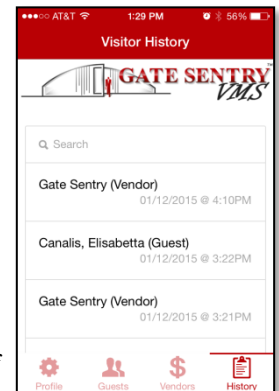 AT&T 1:29 PM 56%
Visitor History
GATE SENTRY
VMS
Search
Gate Sentry (Vendor)
01/12/2015 @ 4:10PM
Canalis, Elisabetta (Guest)
01/12/2015 @ 3:22PM
Gate Sentry (Vendor)
01/12/2015 @ 3:21PM
Profile Guests Vendors History